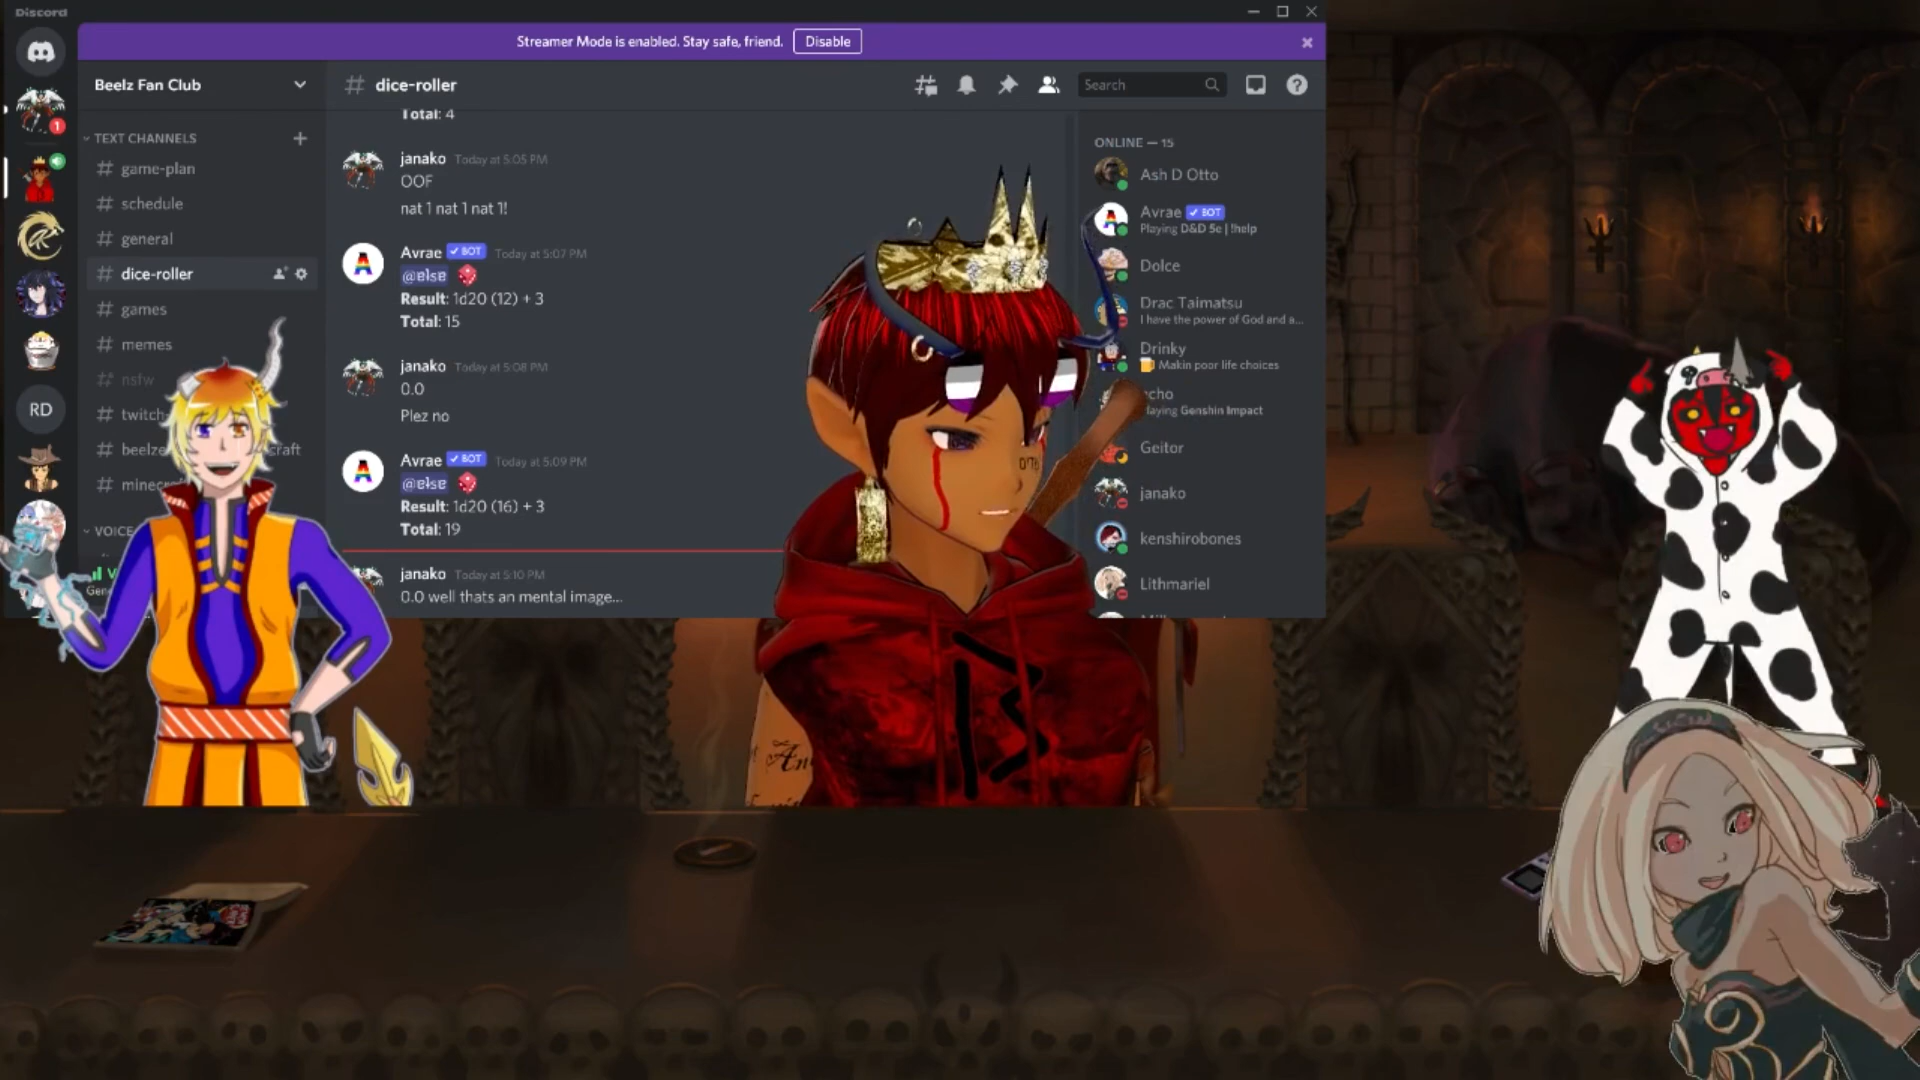 Discord
Streamer Mode is enabled. Stay safe, friend. Disable
Beelz Fan Club
# dice-roller
Search
1
TEXT CHANNELS
# game-plan
# schedule
# general
# dice-roller
# games
# memes
# nsfw
# twitch
# beelze craft
# minecr
VOICE
RD
V
Gene
Total: 4
janako Today at 5:05 PM
OOF
nat 1 nat 1 nat 1!
Avrae BOT Today at 5:07 PM
@else
Result: 1d20 (12) + 3
Total: 15
janako Today at 5:08 PM
0.0
Plez no
Avrae BOT Today at 5:09 PM
@else
Result: 1d20 (16) + 3
Total: 19
janako Today at 5:10 PM
0.0 well thats an mental image...
ONLINE — 15
Ash D Otto
Avrae BOT
Playing D&D 5e | !help
Dolce
Drac Taimatsu
I have the power of God and a...
Drinky
Makin poor life choices
cho
laying Genshin Impact
Geitor
janako
kenshirobones
Lithmariel